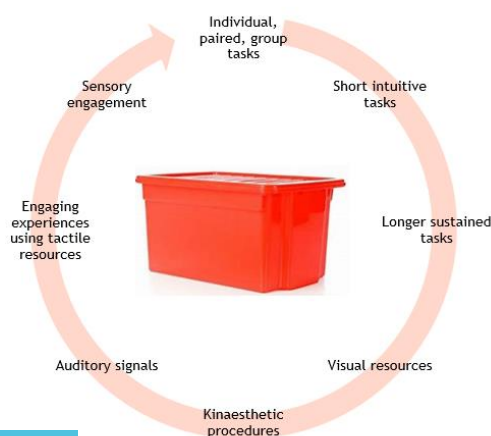 Individual,
paired, group
tasks
Short intuitive
tasks
Longer sustained
tasks
Visual resources
Kinaesthetic
procedures
Auditory signals
Engaging
experiences
using tactile
resources
Sensory
engagement